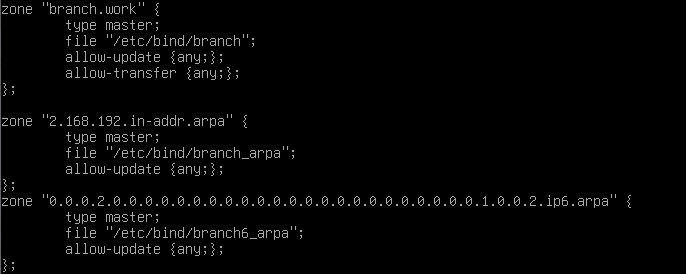 zone "branch.work" {
        type master;
        file "/etc/bind/branch";
        allow-update {any;};
        allow-transfer {any;};
};

zone "2.168.192.in-addr.arpa" {
        type master;
        file "/etc/bind/branch_arpa";
        allow-update {any;};
};
zone "0.0.0.2.0.0.0.0.0.0.0.0.0.0.0.0.0.0.0.0.0.0.0.0.0.0.0.1.0.0.2.ip6.arpa" {
        type master;
        file "/etc/bind/branch6_arpa";
        allow-update {any;};
};